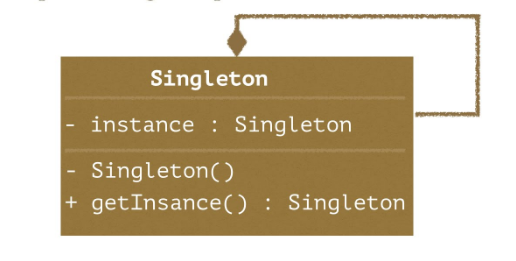 Singleton
- instance : Singleton
- Singleton()
+ getInsance() : Singleton